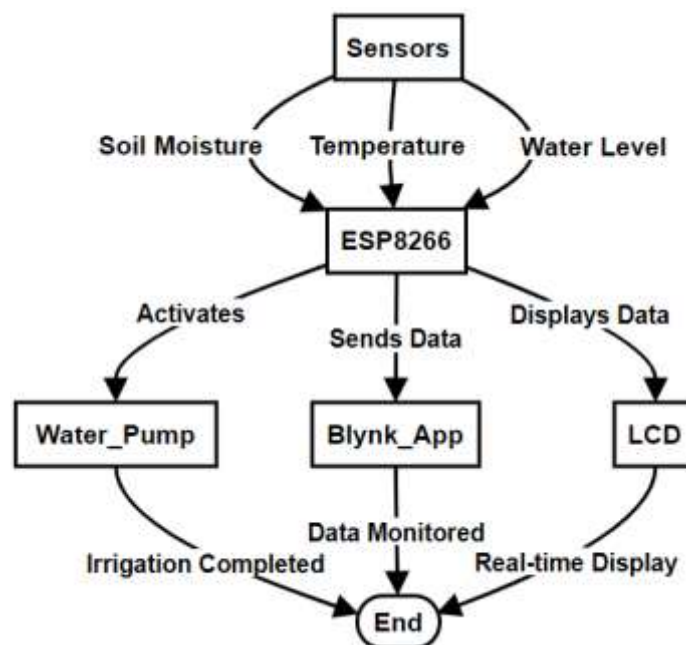 Sensors
Soil Moisture
Temperature
Water Level
ESP8266
Activates
Sends Data
Displays Data
Water_Pump
Blynk_App
LCD
Irrigation Completed
Data Monitored
Real-time Display
End